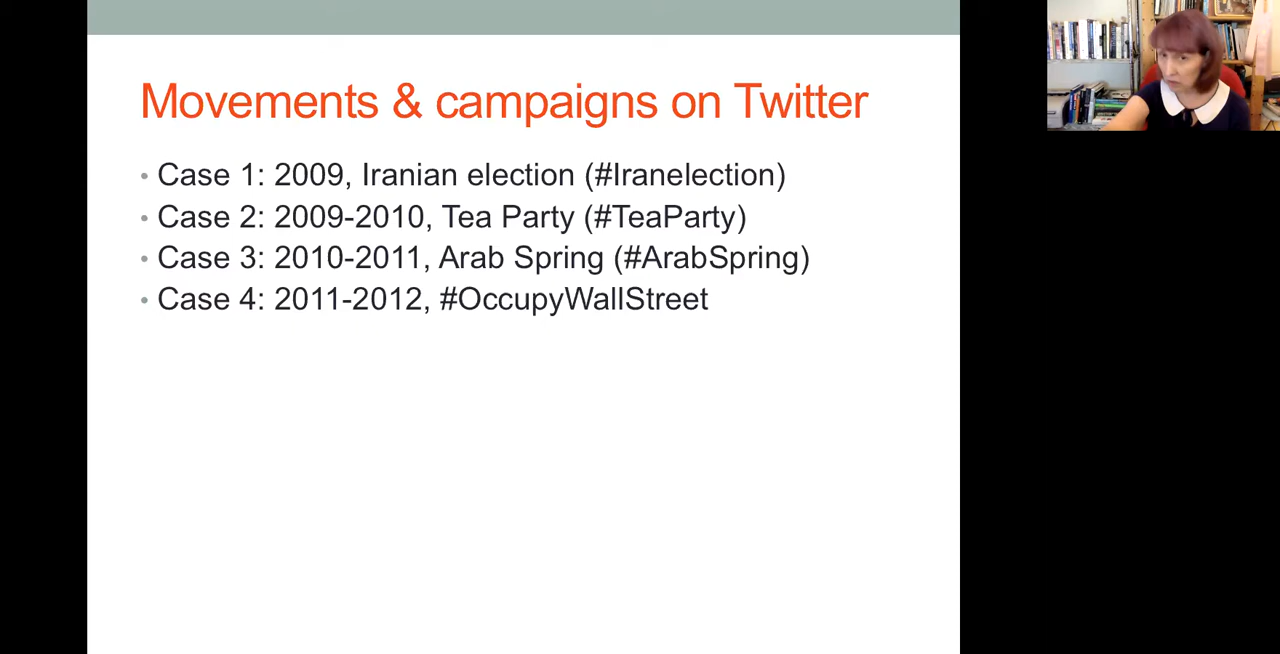 Movements & campaigns on Twitter
• Case 1: 2009, Iranian election (#Iranelection)
• Case 2: 2009-2010, Tea Party (#TeaParty)
• Case 3: 2010-2011, Arab Spring (#ArabSpring)
• Case 4: 2011-2012, #OccupyWallStreet